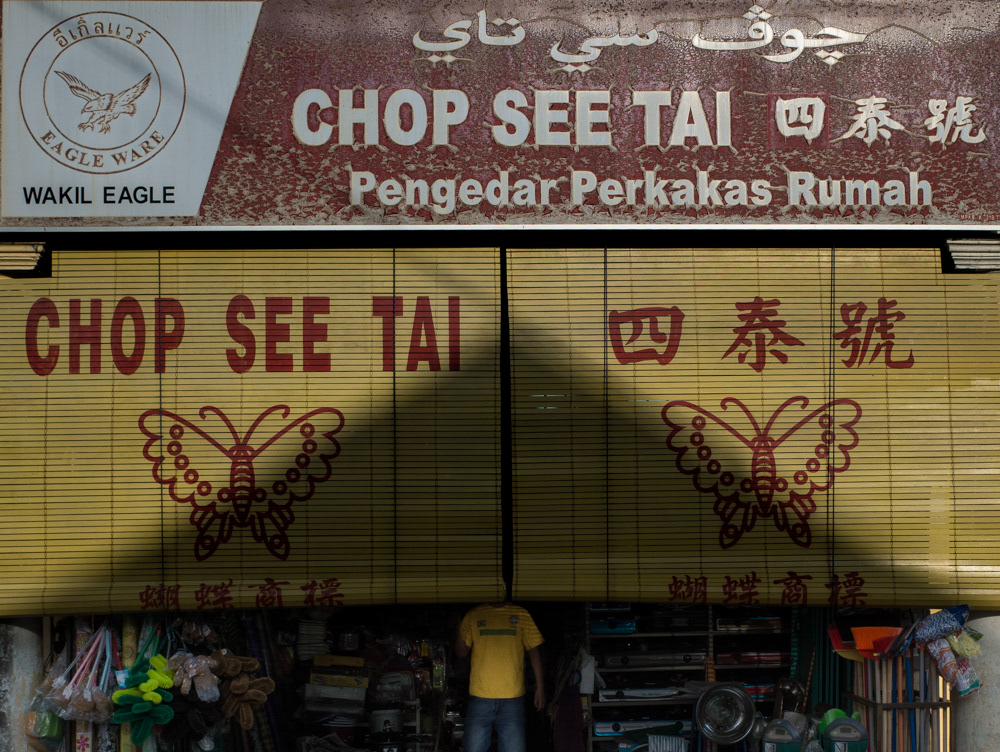 อีเกิ้ลแวร์
EAGLE WARE
WAKIL EAGLE
چوڤ سي تاي
CHOP SEE TAI 四泰號
Pengedar Perkakas Rumah
CHOP SEE TAI
四泰號
蝴蝶商標
蝴蝶商標